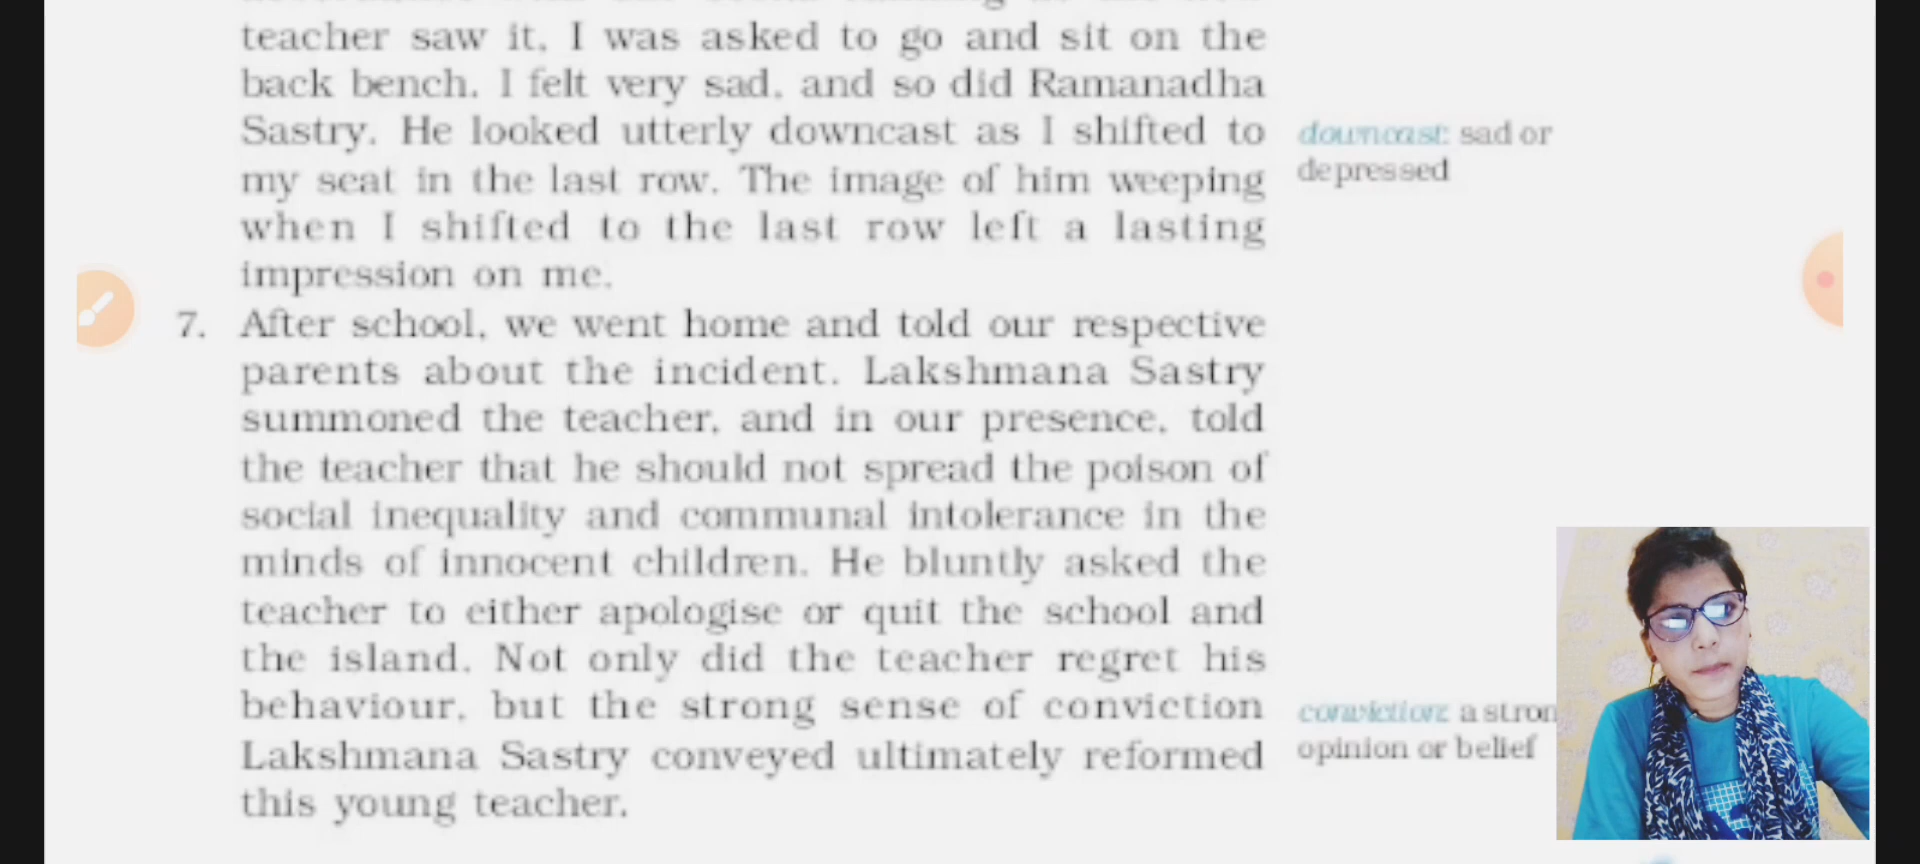 teacher saw it, I was asked to go and sit on the
back bench. I felt very sad, and so did Ramanadha
Sastry. He looked utterly downcast as I shifted to
my seat in the last row. The image of him weeping
when I shifted to the last row left a lasting
impression on me.
7. After school, we went home and told our respective
parents about the incident. Lakshmana Sastry
summoned the teacher, and in our presence, told
the teacher that he should not spread the poison of
social inequality and communal intolerance in the
minds of innocent children. He bluntly asked the
teacher to either apologise or quit the school and
the island. Not only did the teacher regret his
behaviour, but the strong sense of conviction
Lakshmana Sastry conveyed ultimately reformed
this young teacher.
downcast: sad or
depressed
conviction: a stron
opinion or belief